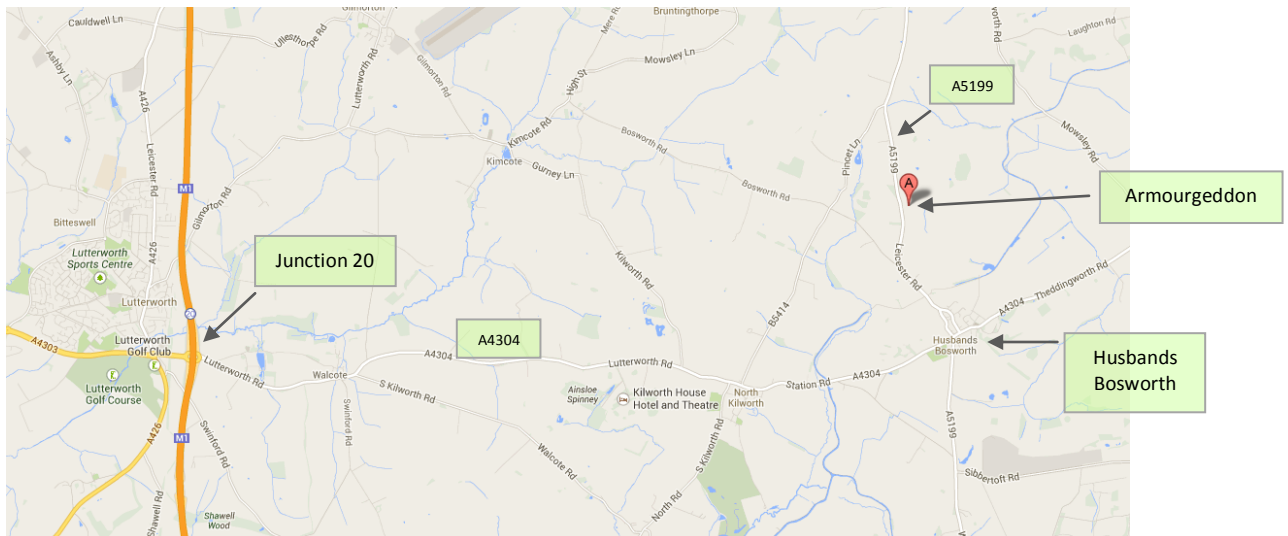 Cauldwell Ln
Ullesthorpe Rd
Gilmorton
Bruntingthorpe
Mere Rd
Laughton Rd
Ashby Ln
A426
Lutterworth Rd
Gilmorton Rd
High St
Mowsley Ln
A5199
Leicester Rd
Kimcote Rd
Kimcote
Bosworth Rd
Pincet Ln
A5199
Mowsley Rd
Gurney Ln
Bosworth Rd
M1
Gilmorton Rd
A
Armourgeddon
Bitteswell
A426
Lutterworth
Sports Centre
Junction 20
Kilworth Rd
Leicester Rd
A4304
Theddingworth Rd
Lutterworth
B5414
A4303
Lutterworth
Golf Club
A4304
Husbands
Bosworth
Husbands
Bosworth
Lutterworth Rd
Walcote
A4304
Lutterworth Rd
Station Rd
A4304
Lutterworth
Golf Course
S Kilworth Rd
Ainsloe
Spinney
Kilworth House
Hotel and Theatre
North
Kilworth
A426
M1
Swinford Rd
Swinford Rd
Walcote Rd
S Kilworth Rd
A5199
Sibbertoft Rd
Shawell Rd
Shawell
Wood
North Rd